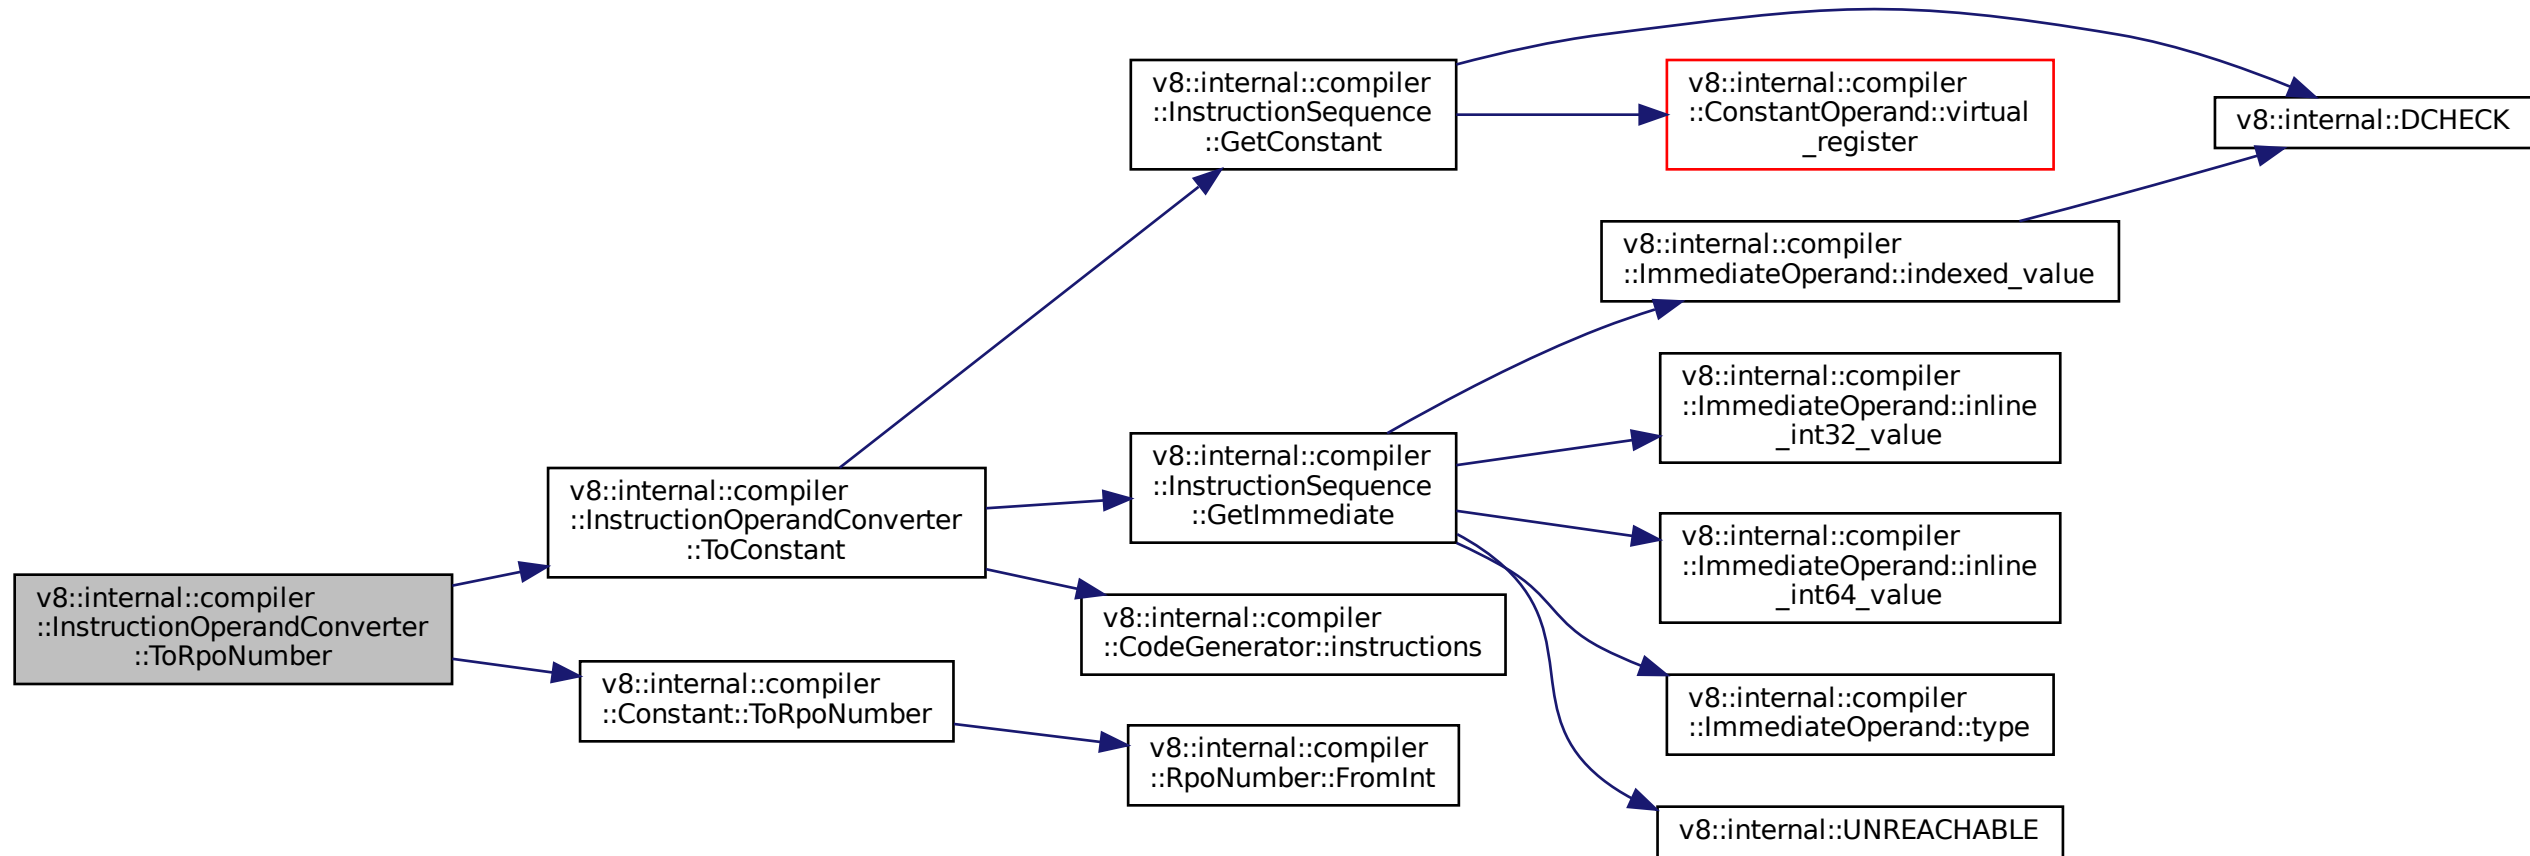 v8::internal::compiler
::InstructionOperandConverter
::ToRpoNumber
v8::internal::compiler
::InstructionOperandConverter
::ToConstant
v8::internal::compiler
::Constant::ToRpoNumber
v8::internal::compiler
::InstructionSequence
::GetConstant
v8::internal::compiler
::InstructionSequence
::GetImmediate
v8::internal::compiler
::CodeGenerator::instructions
v8::internal::compiler
::RpoNumber::FromInt
v8::internal::compiler
::ConstantOperand::virtual
_register
v8::internal::compiler
::ImmediateOperand::indexed_value
v8::internal::compiler
::ImmediateOperand::inline
_int32_value
v8::internal::compiler
::ImmediateOperand::inline
_int64_value
v8::internal::compiler
::ImmediateOperand::type
v8::internal::UNREACHABLE
v8::internal::DCHECK